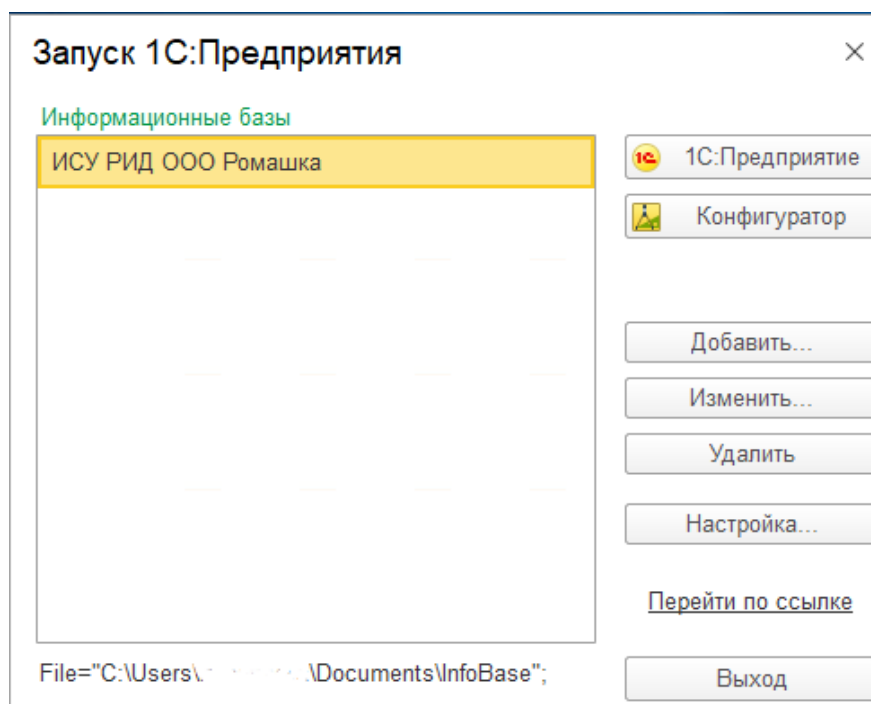 Запуск 1С:Предприятия
Информационные базы
ИСУ РИД ООО Ромашка
1С:Предприятие
Конфигуратор
Добавить...
Изменить...
Удалить
Настройка...
Перейти по ссылке
File="C:\Users\ \Documents\InfoBase";
Выход